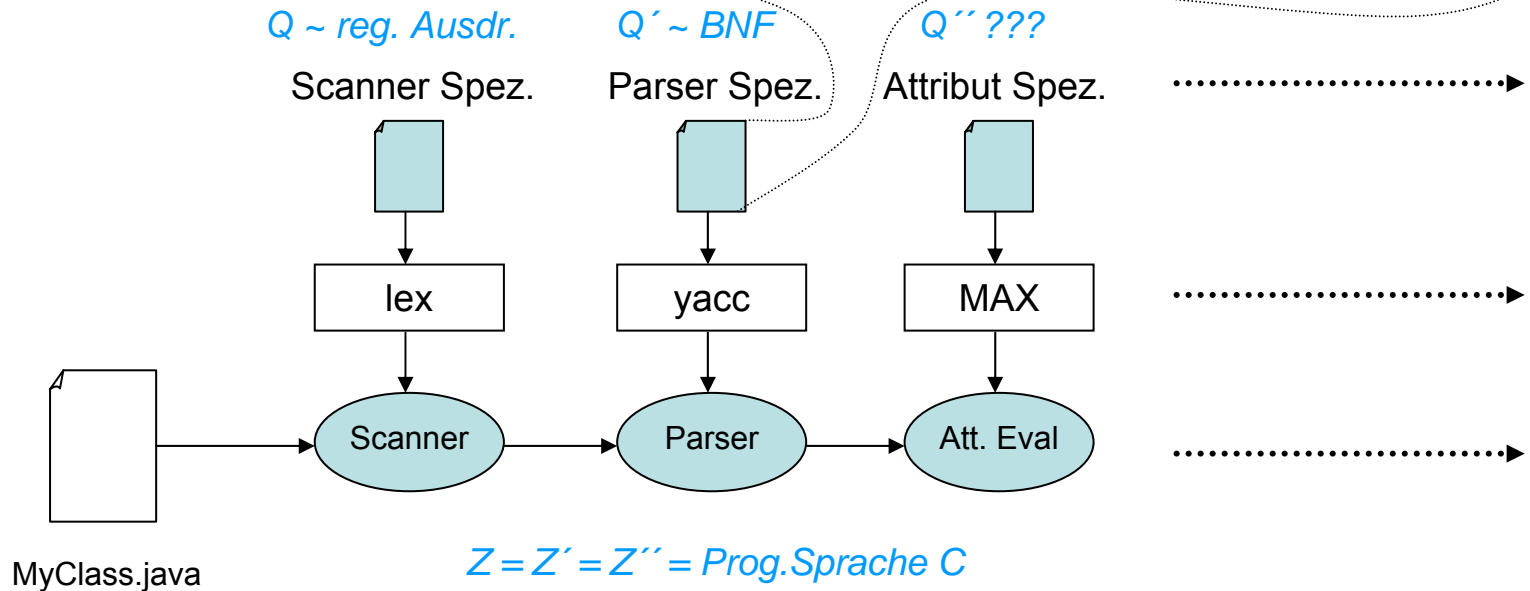 Q ~ reg. Ausdr. Q´ ~ BNF Q´´ ???
Scanner Spez. Parser Spez. Attribut Spez.
lex yacc MAX
Scanner Parser Att. Eval
Z = Z´ = Z´´ = Prog.Sprache C
MyClass.java